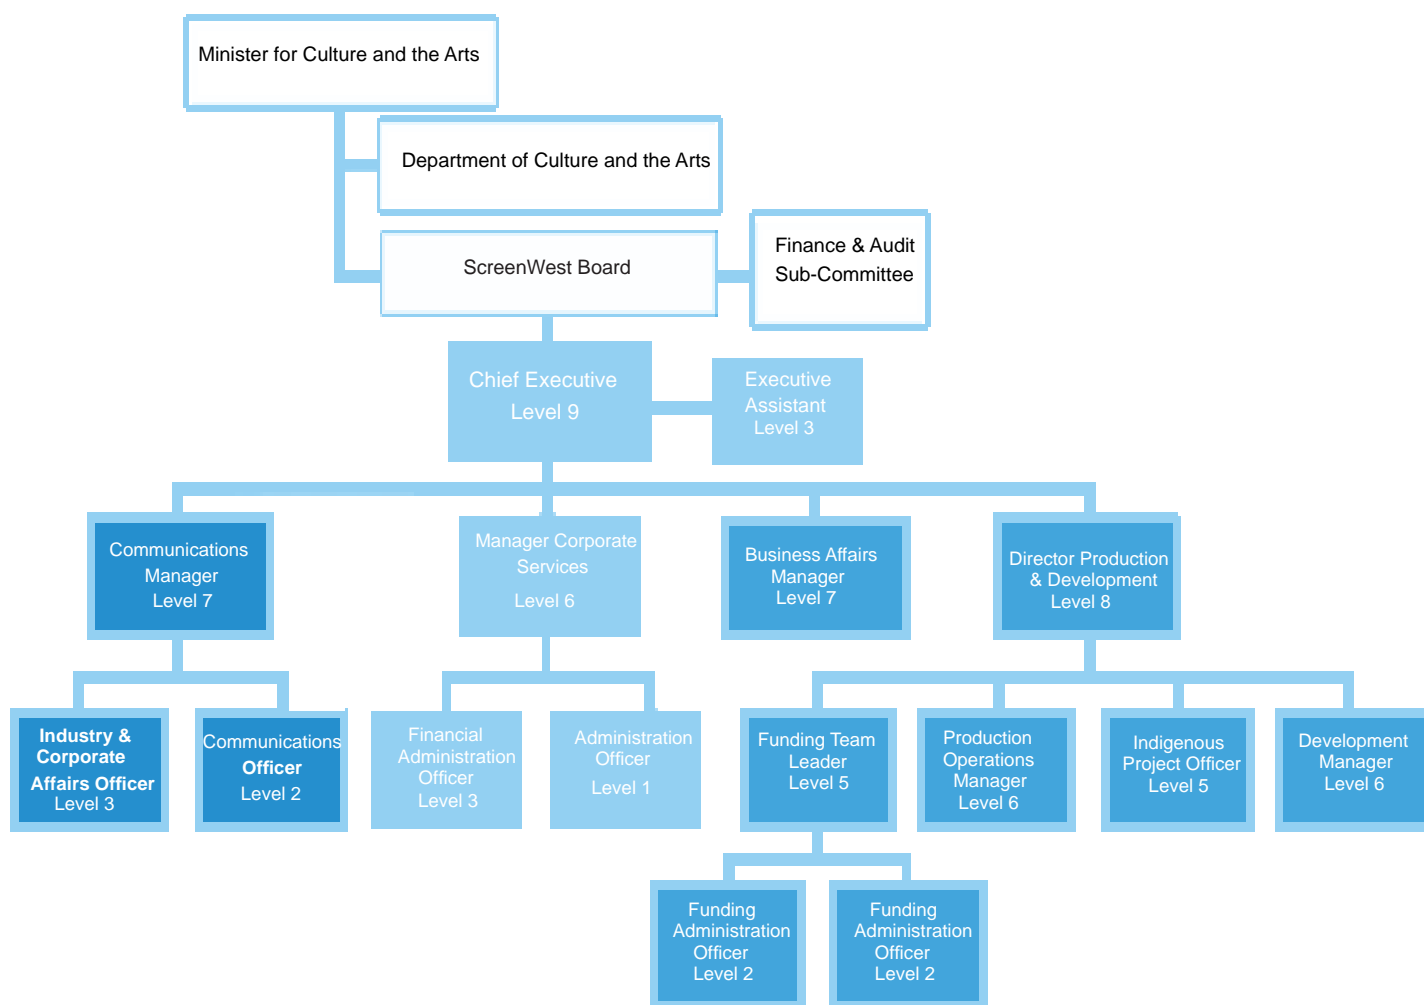 Minister for Culture and the Arts
Department of Culture and the Arts
ScreenWest Board
Finance & Audit
Sub-Committee
Chief Executive
Level 9
Executive
Assistant
Level 3
Communications
Manager
Level 7
Manager Corporate
Services
Level 6
Business Affairs
Manager
Level 7
Director Production
& Development
Level 8
Industry &
Corporate
Affairs Officer
Level 3
Communications
Officer
Level 2
Financial
Administration
Officer
Level 3
Administration
Officer
Level 1
Funding Team
Leader
Level 5
Production
Operations
Manager
Level 6
Indigenous
Project Officer
Level 5
Development
Manager
Level 6
Funding
Administration
Officer
Level 2
Funding
Administration
Officer
Level 2